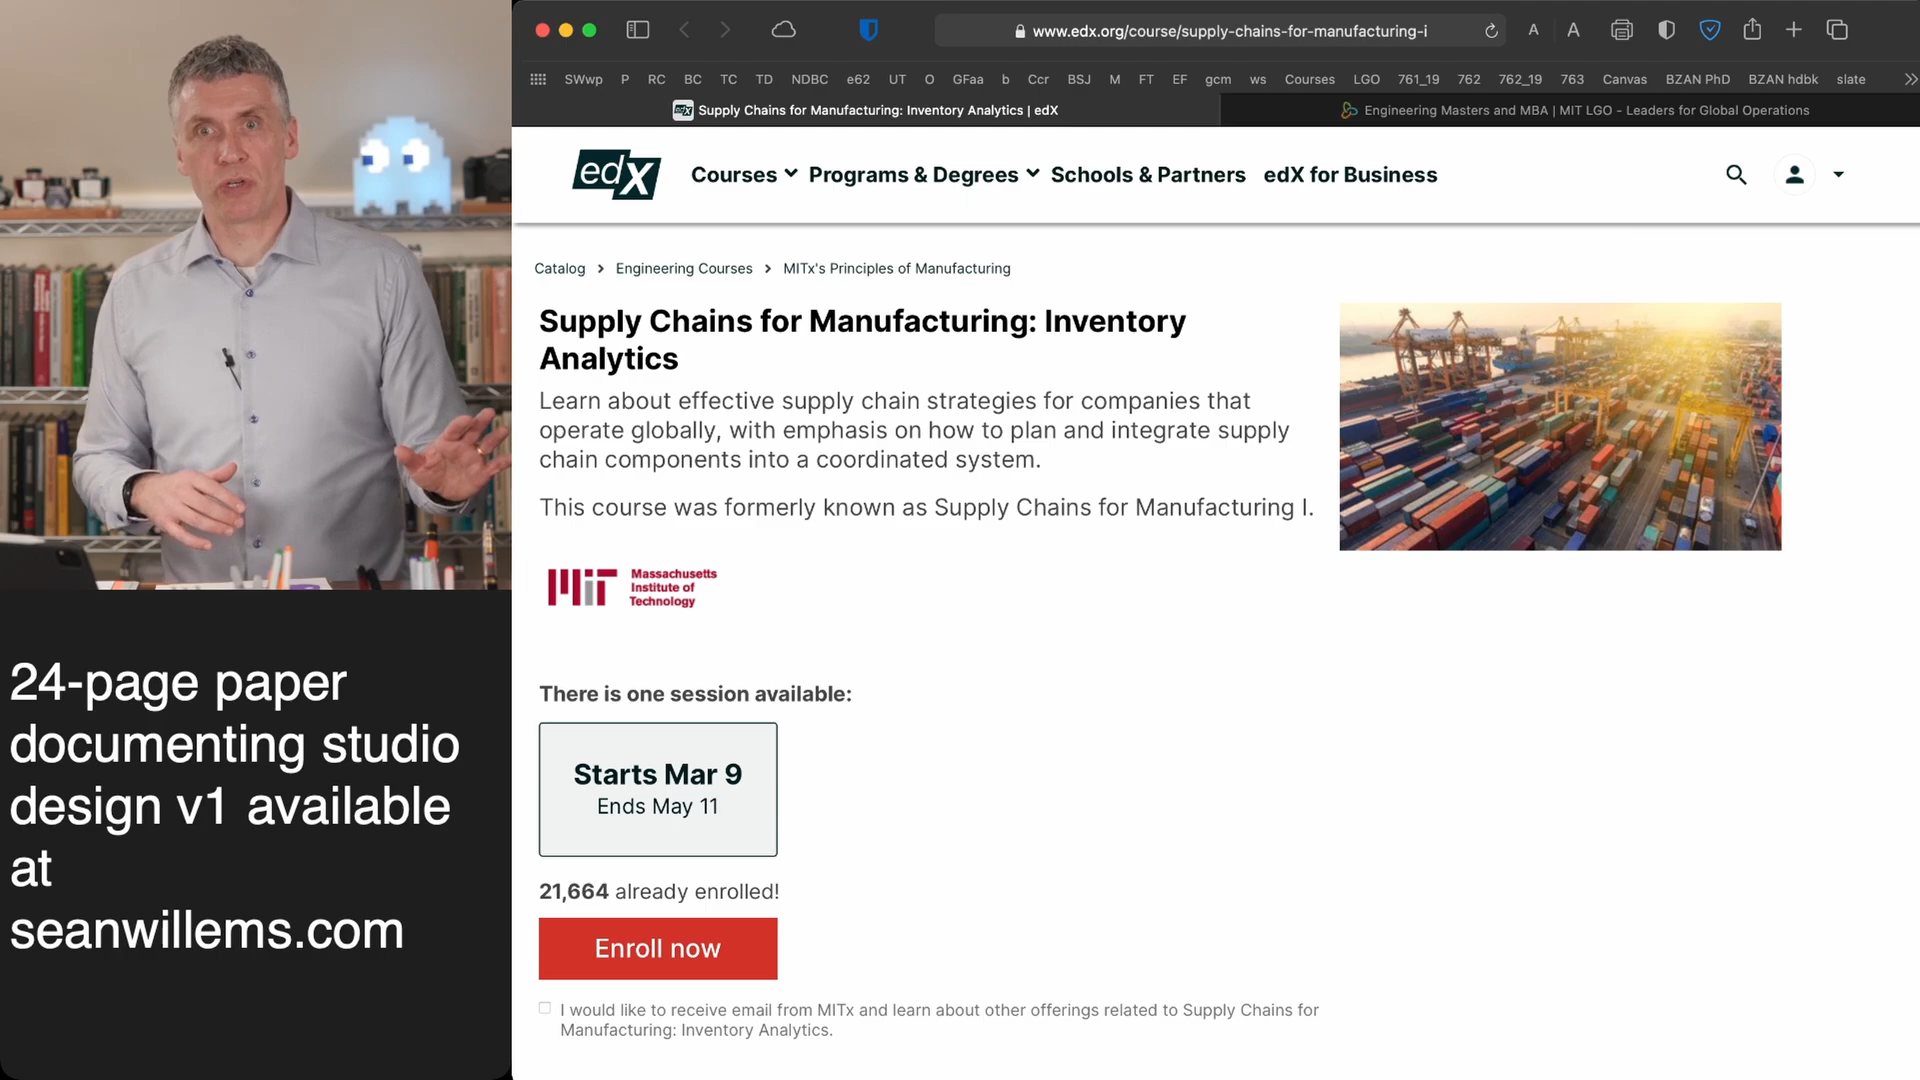 24-page paper
documenting studio
design v1 available
at
seanwillems.com
www.edx.org/course/supply-chains-for-manufacturing-i
A A
SWwp P RC BC TC TD NDBC e62 UT O GFaa b Ccr BSJ M FT EF gcm ws Courses LGO 761_19 762 762_19 763 Canvas BZAN PhD BZAN hdbk slate
edX Supply Chains for Manufacturing: Inventory Analytics | edX
Engineering Masters and MBA | MIT LGO - Leaders for Global Operations
edX Courses Programs & Degrees Schools & Partners edX for Business
Catalog > Engineering Courses > MITx's Principles of Manufacturing
Supply Chains for Manufacturing: Inventory
Analytics
Learn about effective supply chain strategies for companies that
operate globally, with emphasis on how to plan and integrate supply
chain components into a coordinated system.
This course was formerly known as Supply Chains for Manufacturing I.
MIT Massachusetts
Institute of
Technology
There is one session available:
Starts Mar 9
Ends May 11
21,664 already enrolled!
Enroll now
I would like to receive email from MITx and learn about other offerings related to Supply Chains for
Manufacturing: Inventory Analytics.